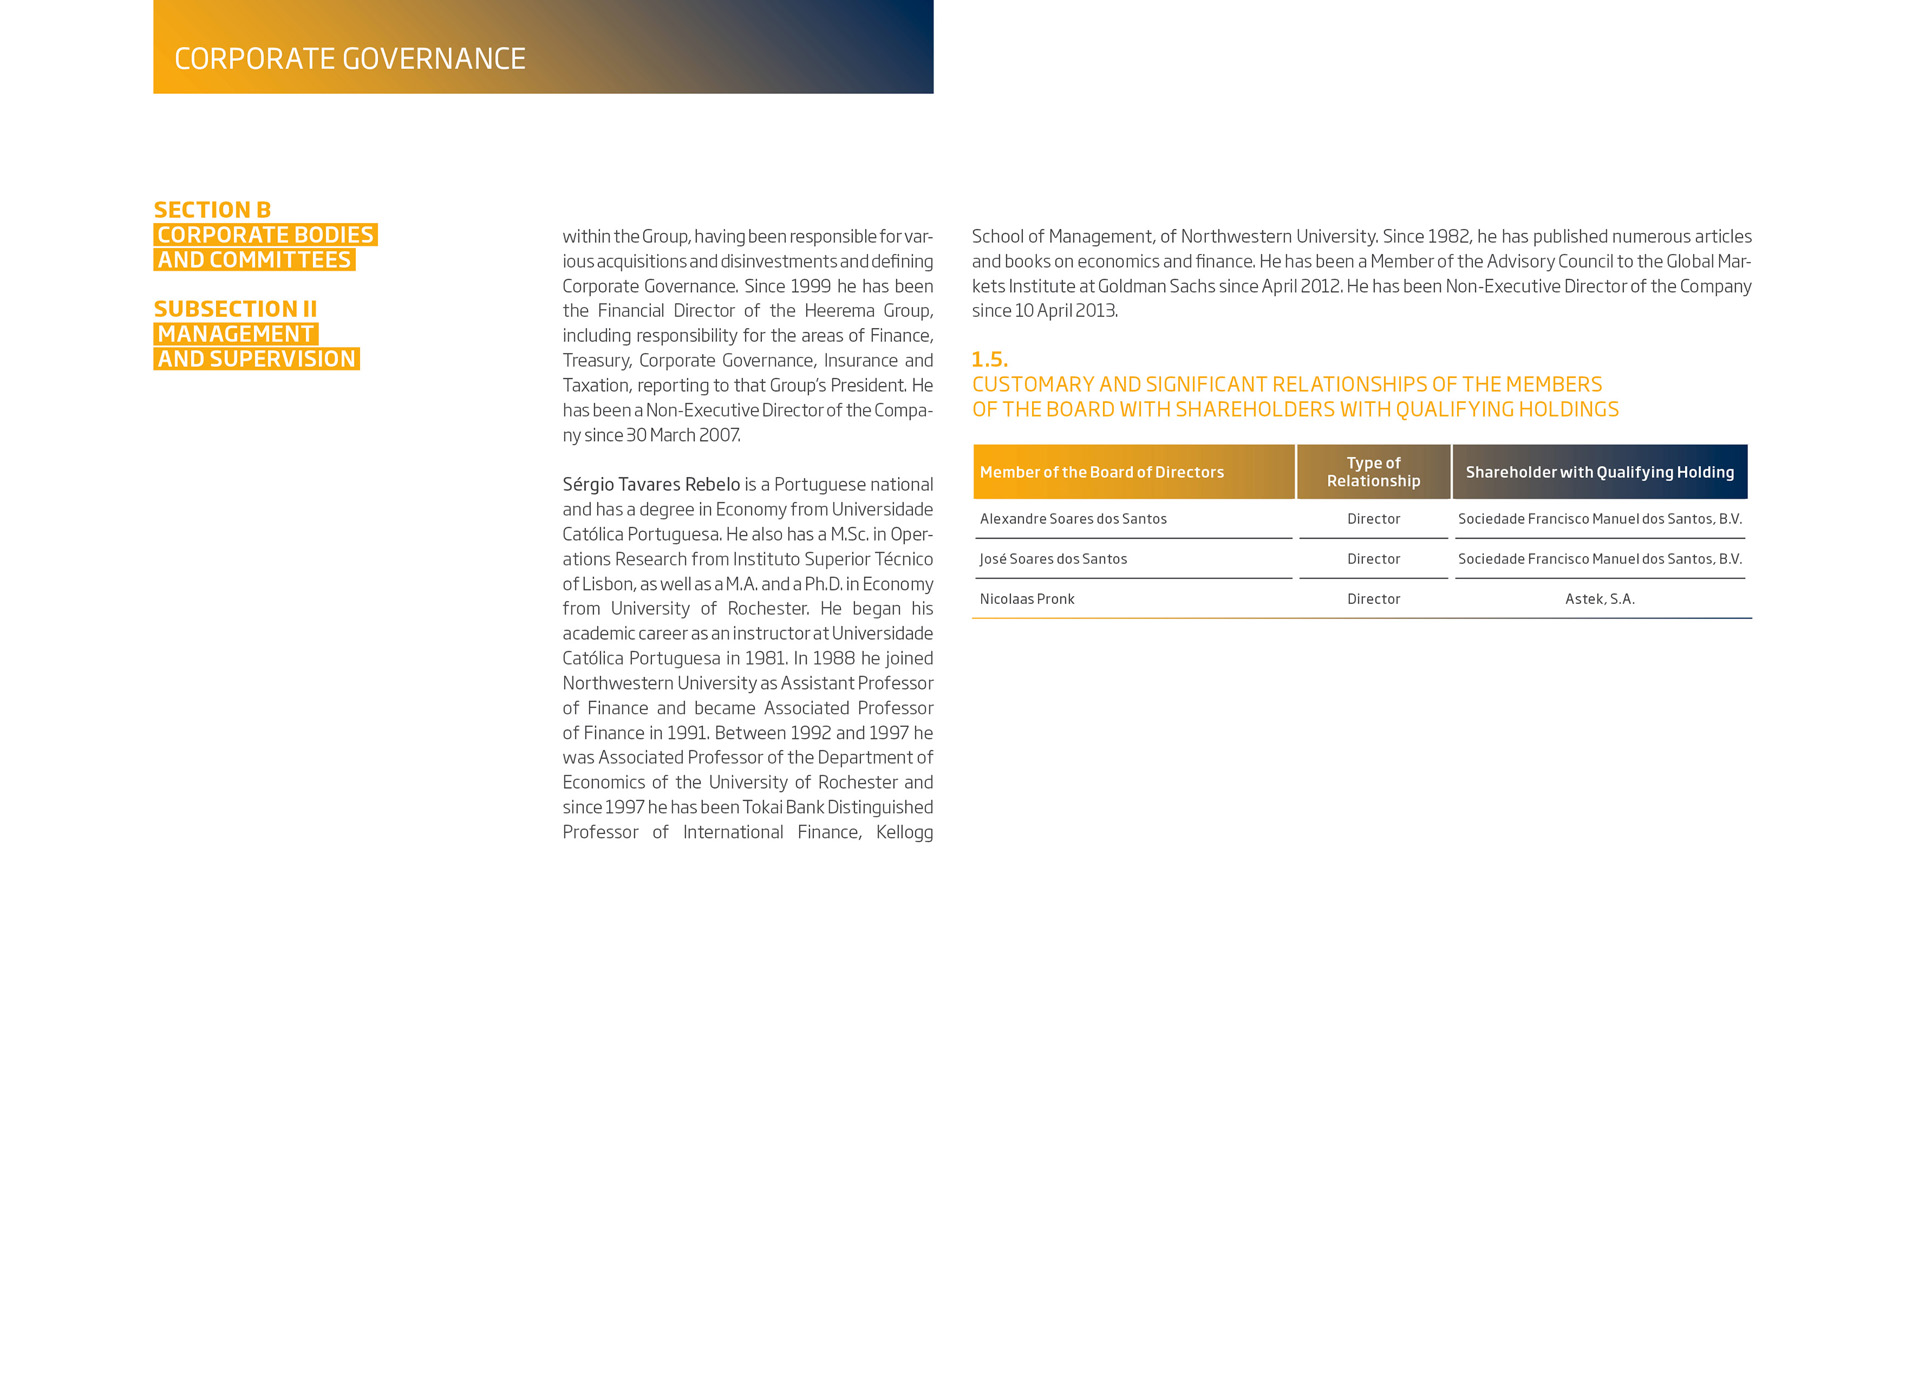 CORPORATE GOVERNANCE
SECTION B
CORPORATE BODIES
AND COMMITTEES
SUBSECTION II
MANAGEMENT
AND SUPERVISION
within the Group, having been responsible for var-
ious acquisitions and disinvestments and defining
Corporate Governance. Since 1999 he has been
the Financial Director of the Heerema Group,
including responsibility for the areas of Finance,
Treasury, Corporate Governance, Insurance and
Taxation, reporting to that Group's President. He
has been a Non-Executive Director of the Compa-
ny since 30 March 2007.
Sérgio Tavares Rebelo is a Portuguese national
and has a degree in Economy from Universidade
Católica Portuguesa. He also has a M.Sc. in Oper-
ations Research from Instituto Superior Técnico
of Lisbon, as well as a M.A. and a Ph.D. in Economy
from University of Rochester. He began his
academic career as an instructor at Universidade
Católica Portuguesa in 1981. In 1988 he joined
Northwestern University as Assistant Professor
of Finance and became Associated Professor
of Finance in 1991. Between 1992 and 1997 he
was Associated Professor of the Department of
Economics of the University of Rochester and
since 1997 he has been Tokai Bank Distinguished
Professor of International Finance, Kellogg
School of Management, of Northwestern University. Since 1982, he has published numerous articles
and books on economics and finance. He has been a Member of the Advisory Council to the Global Mar-
kets Institute at Goldman Sachs since April 2012. He has been Non-Executive Director of the Company
since 10 April 2013.
1.5.
CUSTOMARY AND SIGNIFICANT RELATIONSHIPS OF THE MEMBERS
OF THE BOARD WITH SHAREHOLDERS WITH QUALIFYING HOLDINGS
Member of the Board of Directors Type of Relationship Shareholder with Qualifying Holding
Alexandre Soares dos Santos Director Sociedade Francisco Manuel dos Santos, B.V.
José Soares dos Santos Director Sociedade Francisco Manuel dos Santos, B.V.
Nicolaas Pronk Director Astek, S.A.